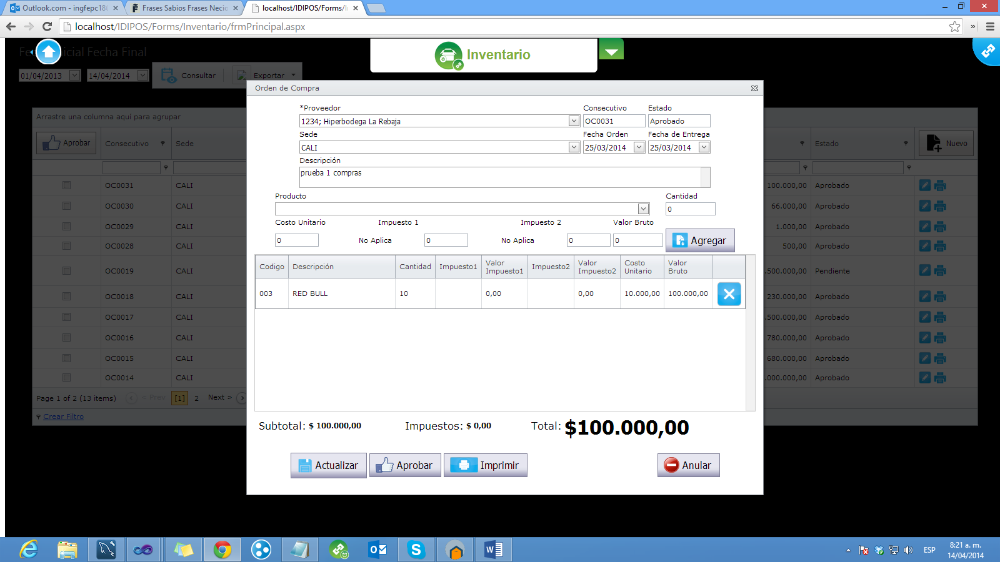 Outlook.com - ingfepc18(
Frases Sabios Frases Necio
localhost/IDIPOS/Forms/In
localhost/IDIPOS/Forms/Inventario/frmPrincipal.aspx
Inventario
icial Fecha Final
01/04/2013 14/04/2014 Consultar Exportar
Orden de Compra
*Proveedor Consecutivo Estado
1234; Hiperbodega La Rebaja OC0031 Aprobado
Sede Fecha Orden Fecha de Entrega
CALI 25/03/2014 25/03/2014
Descripción
prueba 1 compras
Producto Cantidad
0
Costo Unitario Impuesto 1 Impuesto 2 Valor Bruto
0 No Aplica 0 No Aplica 0 0 Agregar
Codigo Descripción Cantidad Impuesto1 Valor Impuesto1 Impuesto2 Valor Impuesto2 Costo Unitario Valor Bruto
003 RED BULL 10 0,00 0,00 10.000,00 100.000,00
Subtotal: $ 100.000,00 Impuestos: $ 0,00 Total: $100.000,00
Actualizar Aprobar Imprimir Anular
Arrastre una columna aquí para agrupar
Aprobar Consecutivo Sede Estado Nuevo
OC0031 CALI 100.000,00 Aprobado
OC0030 CALI 66.000,00 Aprobado
OC0029 CALI 1.000,00 Aprobado
OC0028 CALI 500,00 Aprobado
OC0019 CALI .500.000,00 Pendiente
OC0018 CALI 230.000,00 Aprobado
OC0017 CALI .500.000,00 Aprobado
OC0016 CALI 780.000,00 Aprobado
OC0015 CALI 680.000,00 Aprobado
OC0014 CALI .000.000,00 Aprobado
Page 1 of 2 (13 items) < Prev [1] 2 Next >
Crear Filtro
ESP
8:21 a. m.
14/04/2014